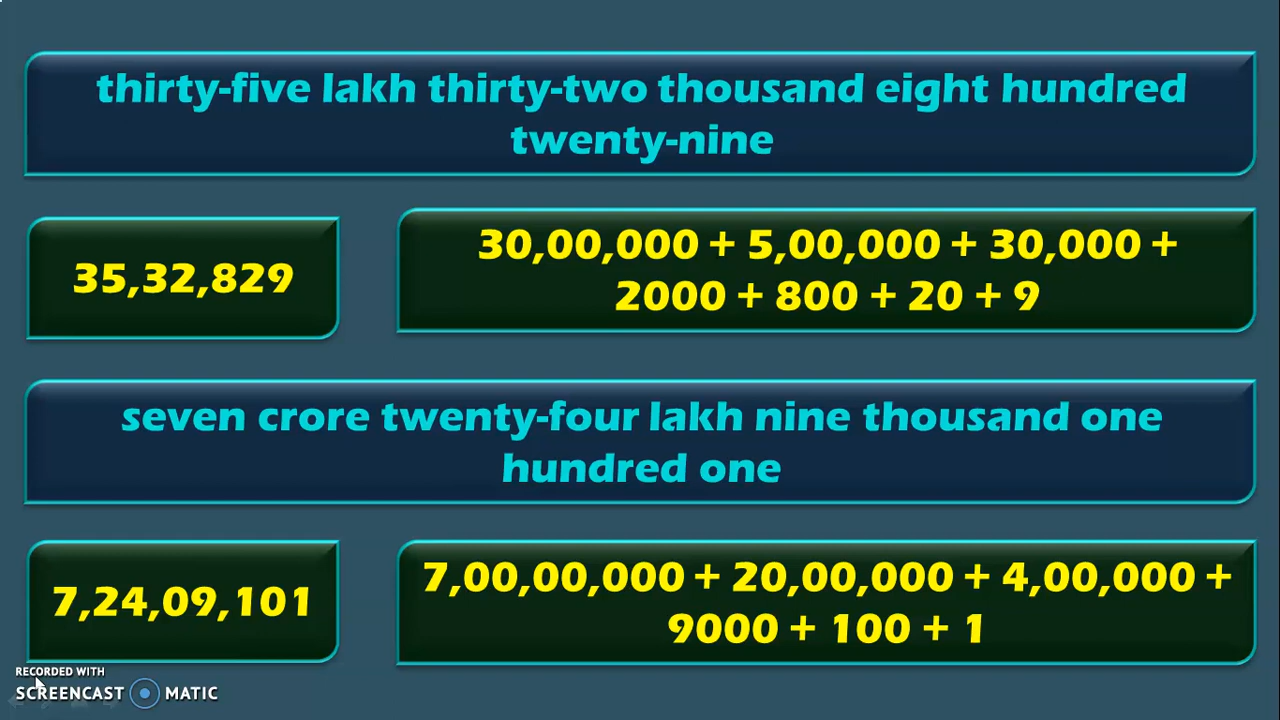 thirty-five lakh thirty-two thousand eight hundred
twenty-nine
35,32,829
30,00,000 + 5,00,000 + 30,000 +
2000 + 800 + 20 + 9
seven crore twenty-four lakh nine thousand one
hundred one
7,24,09,101
7,00,00,000 + 20,00,000 + 4,00,000 +
9000 + 100 + 1
RECORDED WITH
SCREENCAST MATIC